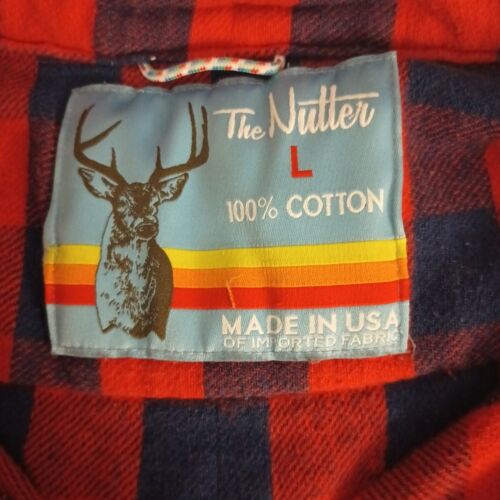 The Nutter
L
100% COTTON
MADE IN USA
OF IMPORTED FABRIC